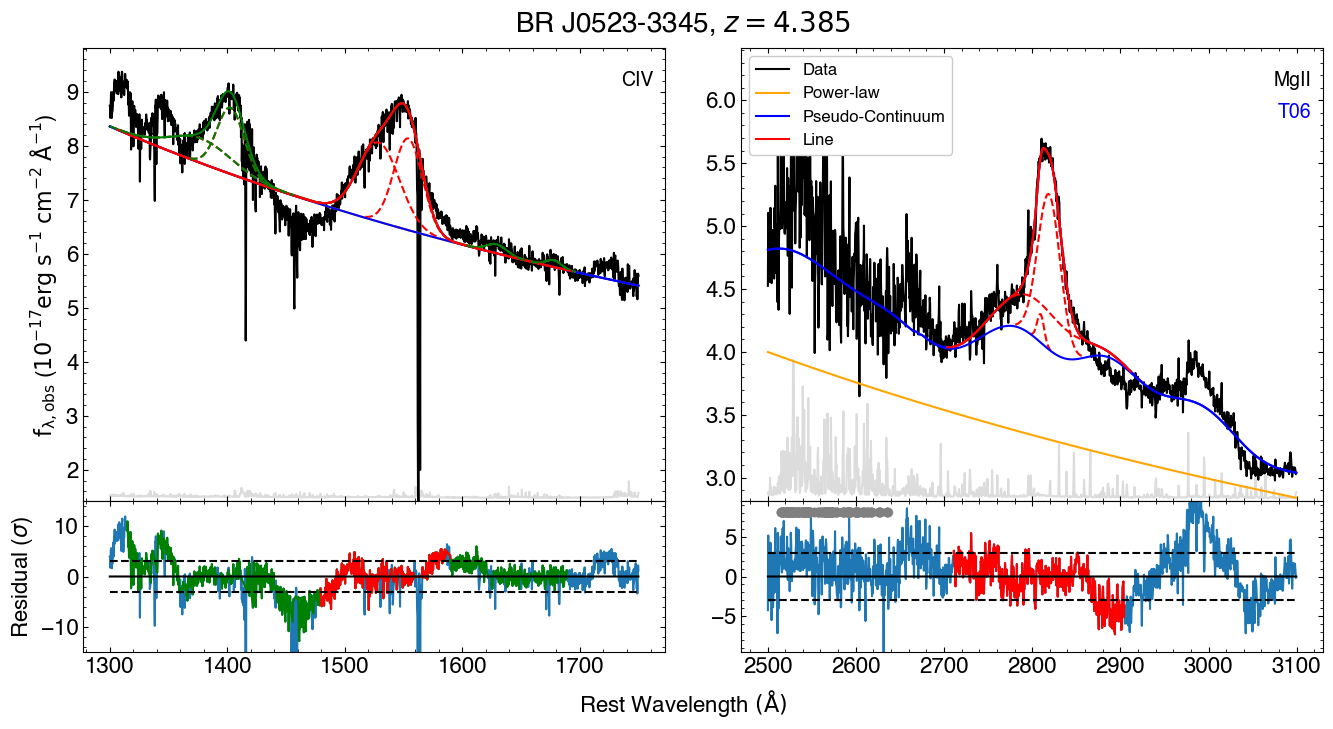 BR J0523-3345, z = 4.385
CIV
9
8
7
6
5
4
3
2
f_λ,obs (10⁻¹⁷erg s⁻¹ cm⁻² Å⁻¹)
Data
Power-law
Pseudo-Continuum
Line
MgII
T06
6.0
5.5
5.0
4.5
4.0
3.5
3.0
Residual (σ)
10
0
−10
1300 1400 1500 1600 1700
5
0
−5
2500 2600 2700 2800 2900 3000 3100
Rest Wavelength (Å)